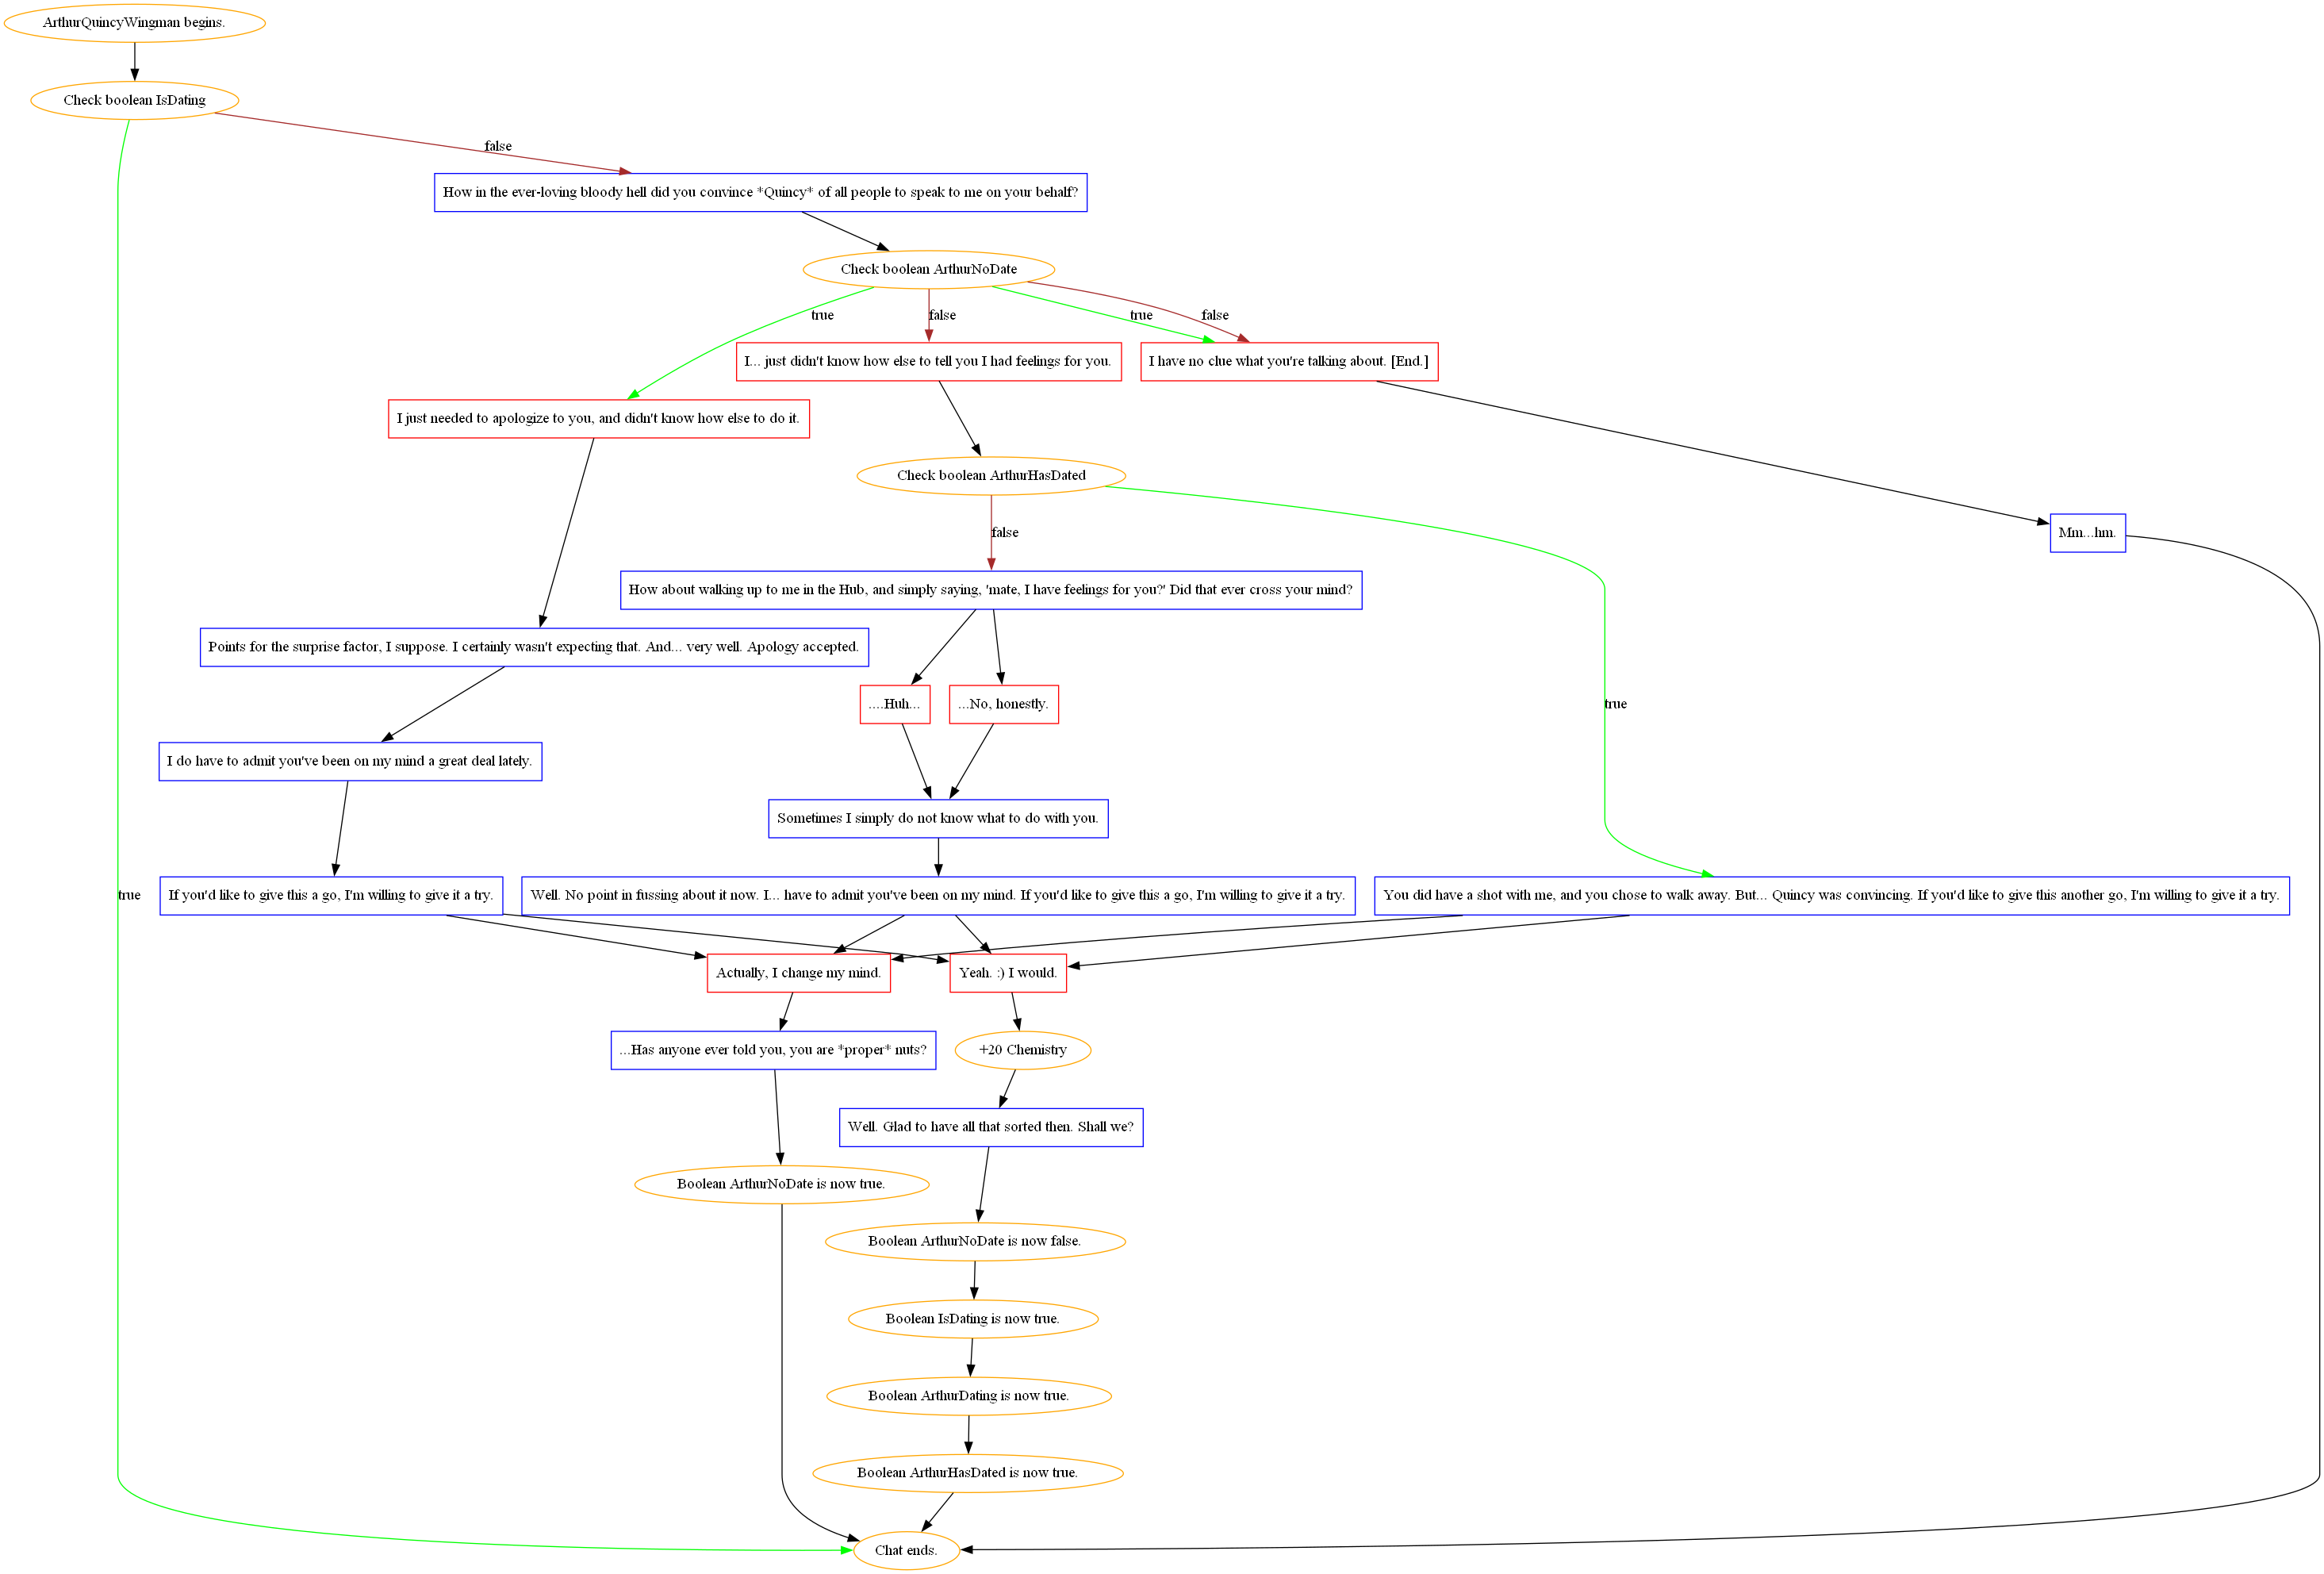 ArthurQuincyWingman begins.
Check boolean IsDating
false
How in the ever-loving bloody hell did you convince *Quincy* of all people to speak to me on your behalf?
Check boolean ArthurNoDate
true
false
true
false
I... just didn't know how else to tell you I had feelings for you.
I have no clue what you're talking about. [End.]
I just needed to apologize to you, and didn't know how else to do it.
Check boolean ArthurHasDated
false
Mm...hm.
How about walking up to me in the Hub, and simply saying, 'mate, I have feelings for you?' Did that ever cross your mind?
Points for the surprise factor, I suppose. I certainly wasn't expecting that. And... very well. Apology accepted.
....Huh...
...No, honestly.
true
I do have to admit you've been on my mind a great deal lately.
Sometimes I simply do not know what to do with you.
true
If you'd like to give this a go, I'm willing to give it a try.
Well. No point in fussing about it now. I... have to admit you've been on my mind. If you'd like to give this a go, I'm willing to give it a try.
You did have a shot with me, and you chose to walk away. But... Quincy was convincing. If you'd like to give this another go, I'm willing to give it a try.
Actually, I change my mind.
Yeah. :) I would.
...Has anyone ever told you, you are *proper* nuts?
+20 Chemistry
Well. Glad to have all that sorted then. Shall we?
Boolean ArthurNoDate is now true.
Boolean ArthurNoDate is now false.
Boolean IsDating is now true.
Boolean ArthurDating is now true.
Boolean ArthurHasDated is now true.
Chat ends.